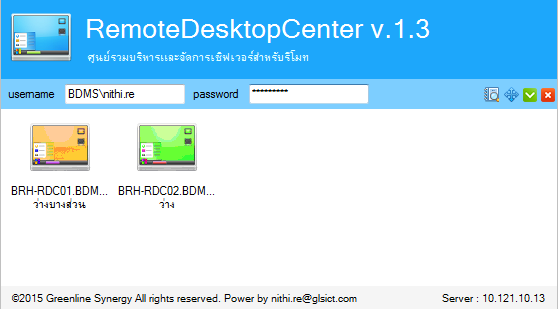 RemoteDesktopCenter v.1.3
ศูนย์รวมบริหารและจัดการเซิฟเวอร์สำหรับรีโมท
username BDMS\nithi.re password *********
BRH-RDC01.BDM... BRH-RDC02.BDM...
ว่างบางส่วน ว่าง
©2015 Greenline Synergy All rights reserved. Power by nithi.re@glsict.com Server : 10.121.10.13